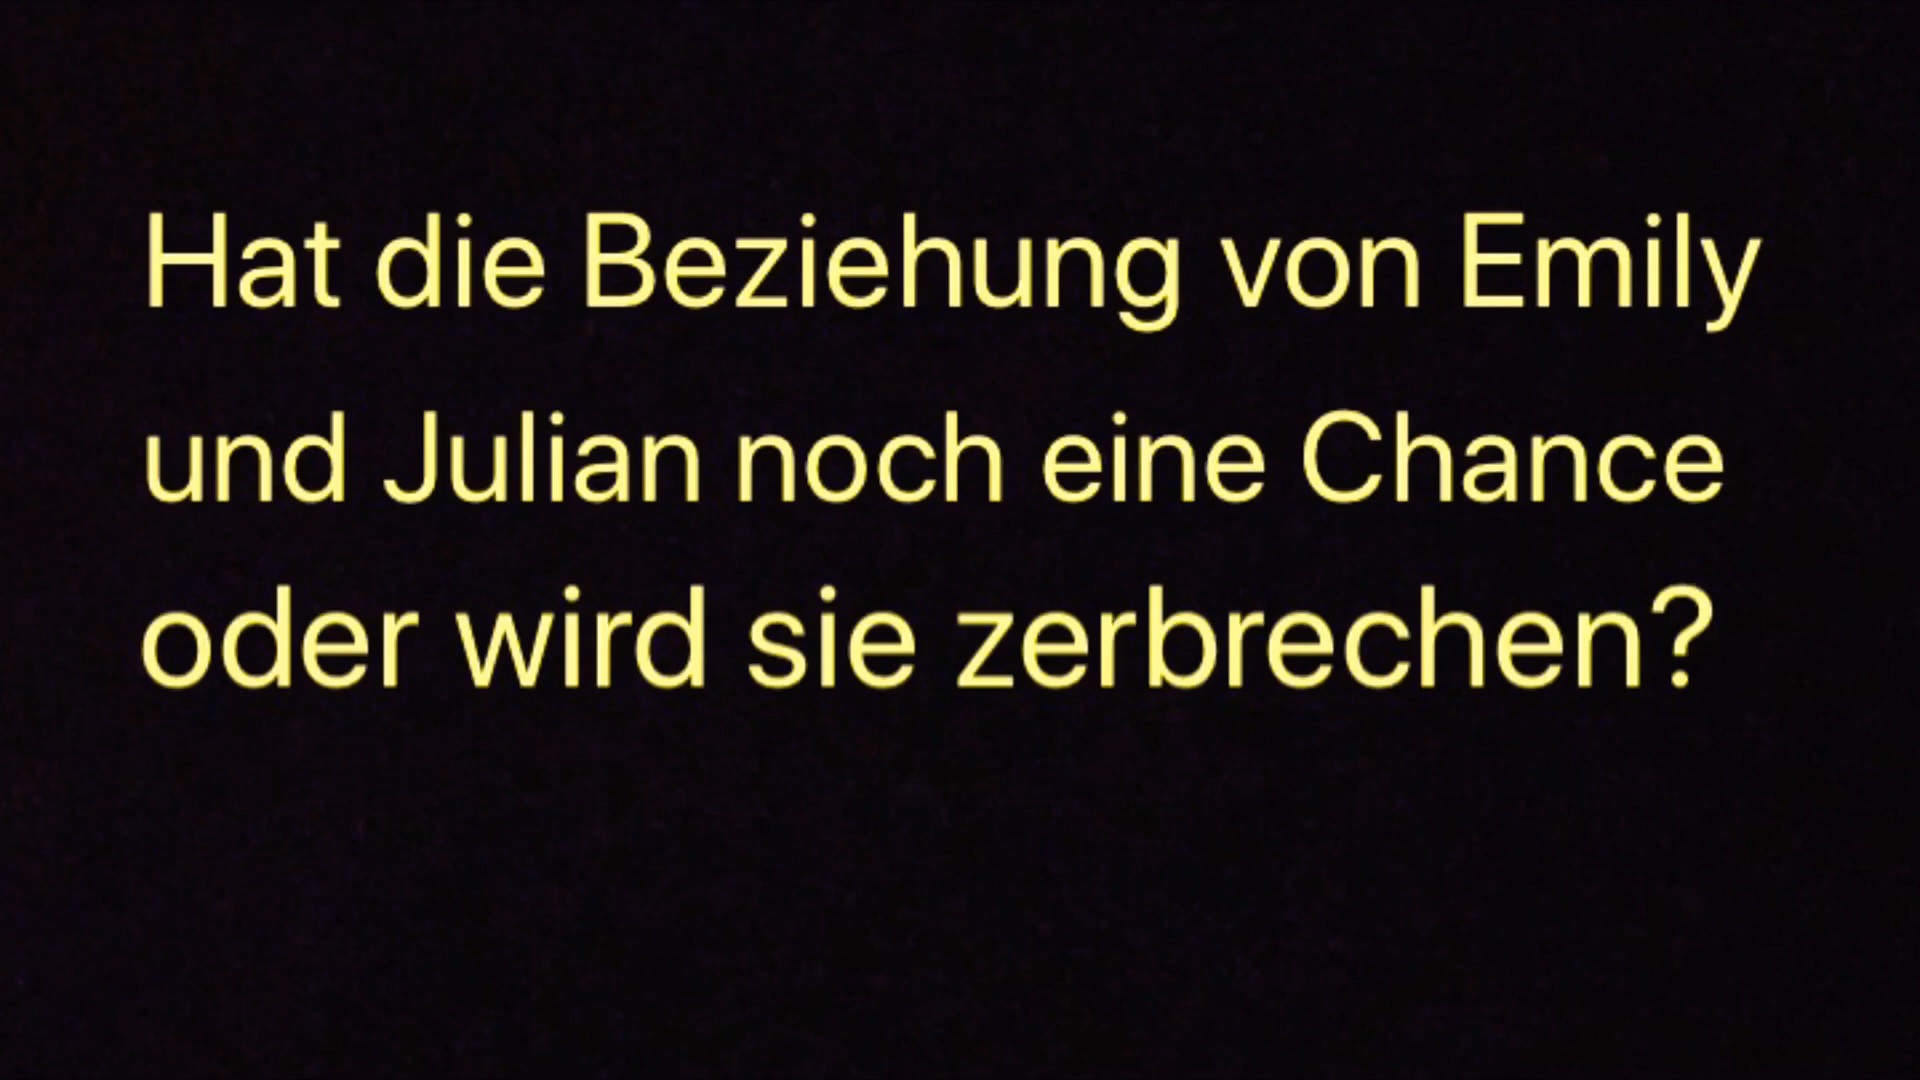 Hat die Beziehung von Emily
und Julian noch eine Chance
oder wird sie zerbrechen?